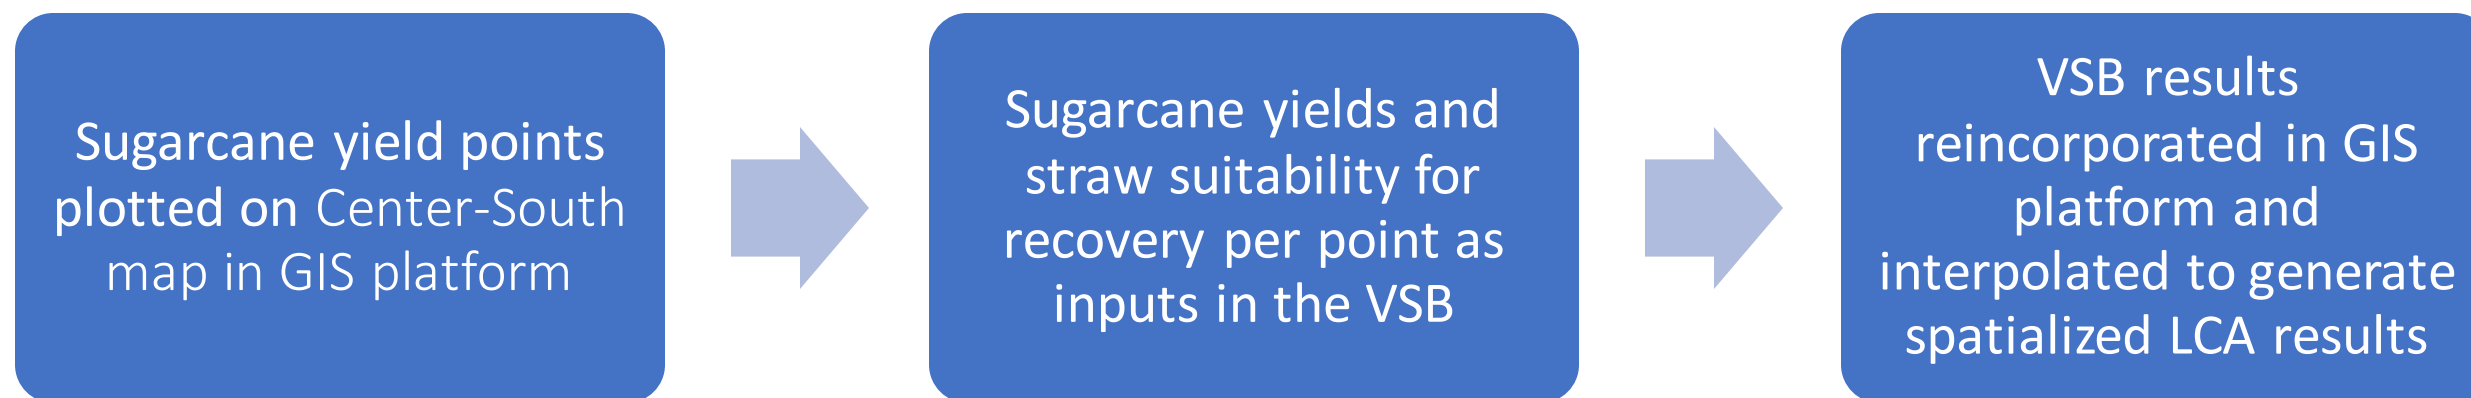 Sugarcane yield points
plotted on Center-South
map in GIS platform
Sugarcane yields and
straw suitability for
recovery per point as
inputs in the VSB
VSB results
reincorporated in GIS
platform and
interpolated to generate
spatialized LCA results